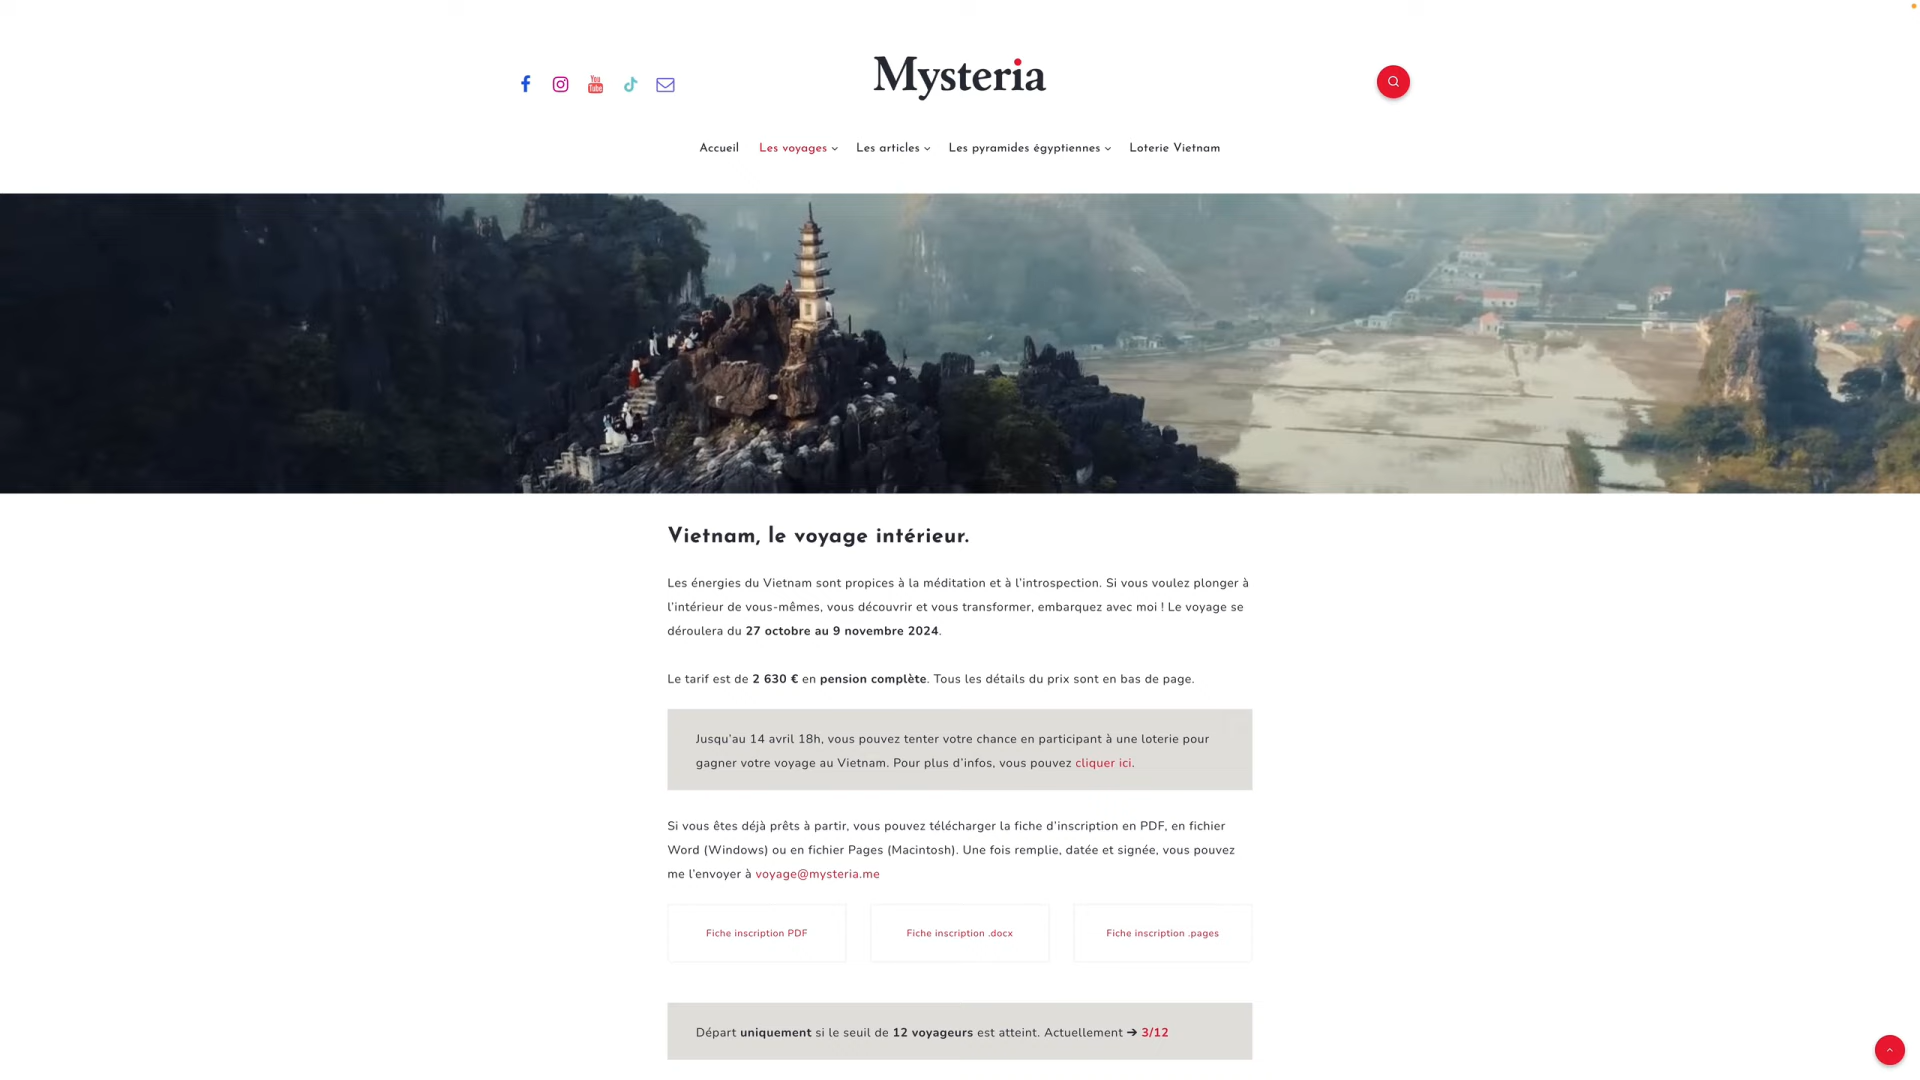 Mysteria
You
Tube
Accueil Les voyages Les articles Les pyramides égyptiennes Loterie Vietnam
Vietnam, le voyage intérieur.
Les énergies du Vietnam sont propices à la méditation et à l’introspection. Si vous voulez plonger à
l’intérieur de vous-mêmes, vous découvrir et vous transformer, embarquez avec moi ! Le voyage se
déroulera du 27 octobre au 9 novembre 2024.
Le tarif est de 2 630 € en pension complète. Tous les détails du prix sont en bas de page.
Jusqu’au 14 avril 18h, vous pouvez tenter votre chance en participant à une loterie pour
gagner votre voyage au Vietnam. Pour plus d’infos, vous pouvez cliquer ici.
Si vous êtes déjà prêts à partir, vous pouvez télécharger la fiche d’inscription en PDF, en fichier
Word (Windows) ou en fichier Pages (Macintosh). Une fois remplie, datée et signée, vous pouvez
me l’envoyer à voyage@mysteria.me
Fiche inscription PDF Fiche inscription .docx Fiche inscription .pages
Départ uniquement si le seuil de 12 voyageurs est atteint. Actuellement ➔ 3/12